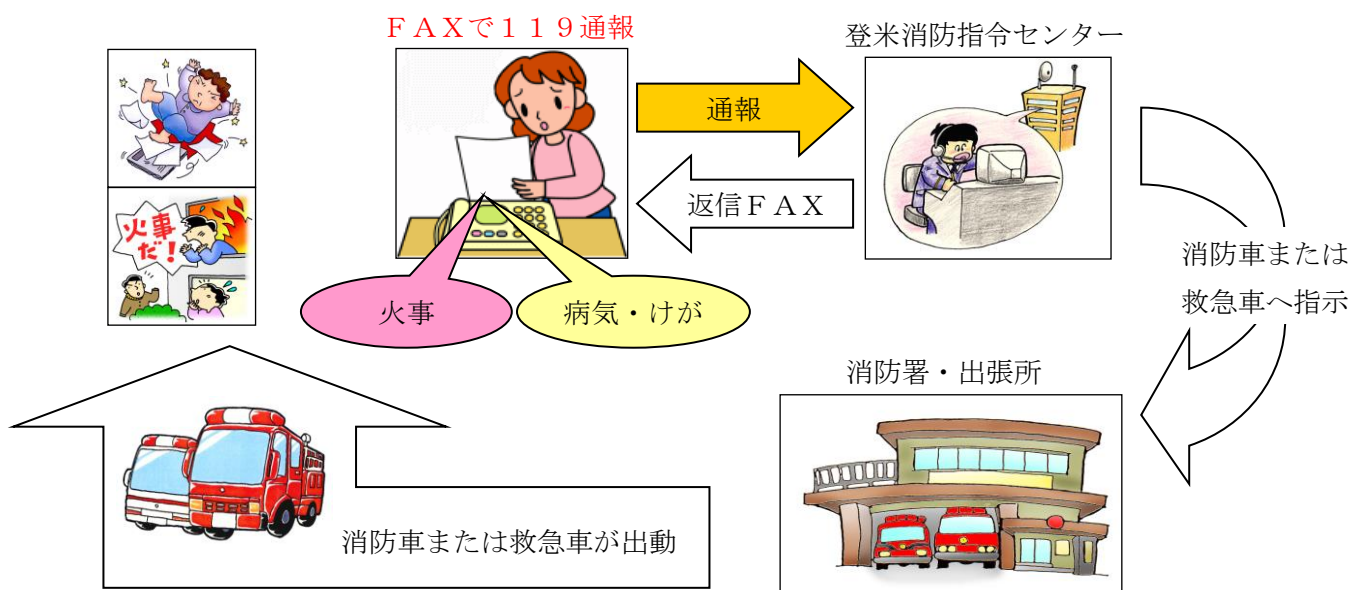 ＦＡＸで１１９通報
登米消防指令センター
通報
返信ＦＡＸ
火事だ！
火事
病気・けが
消防車または
救急車へ指示
消防署・出張所
消防車または救急車が出動